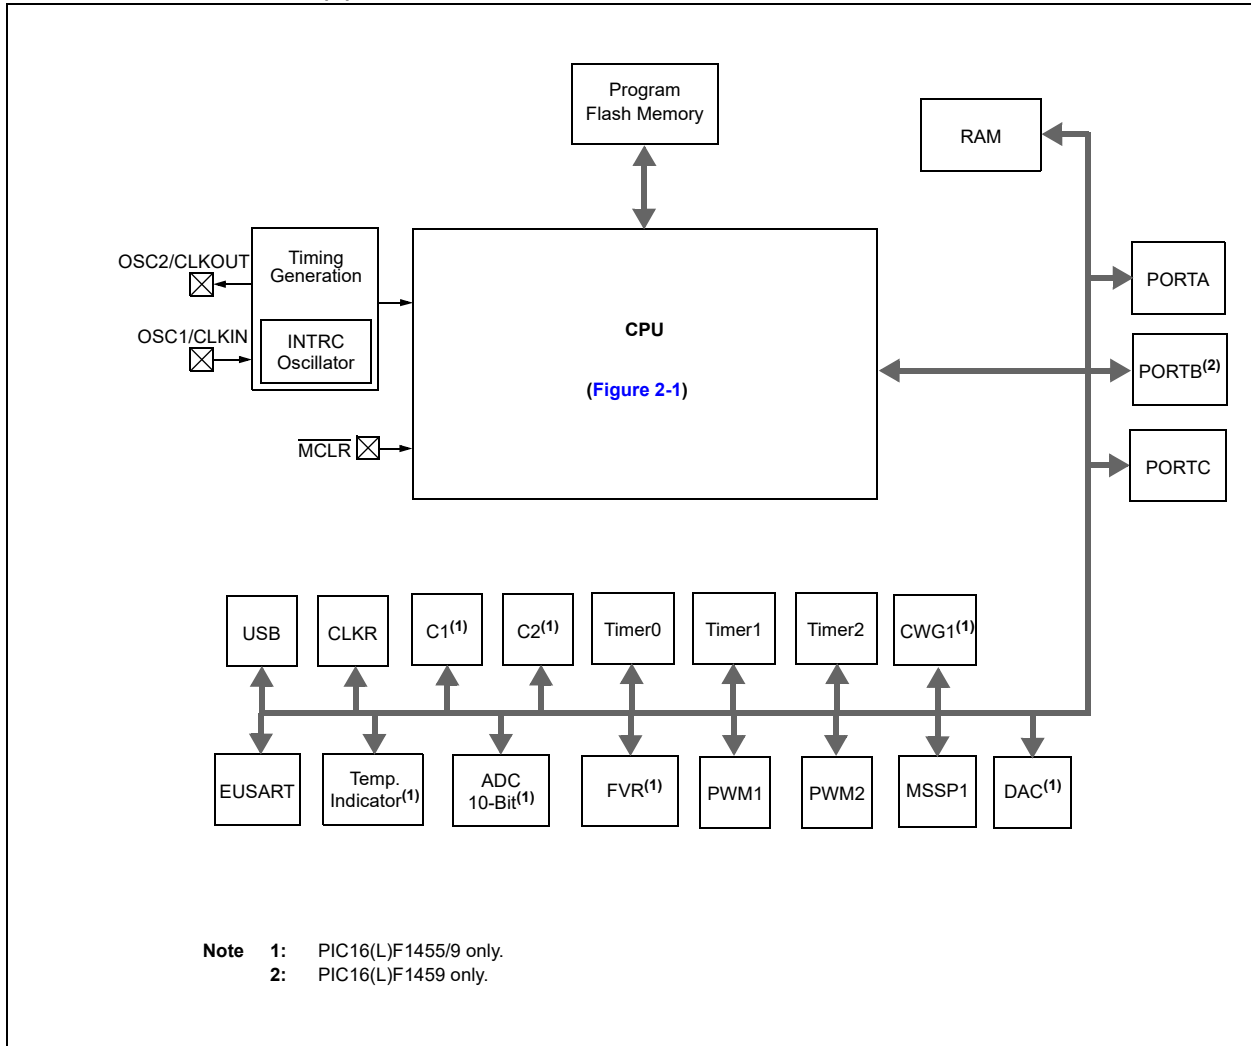 Program
Flash Memory
RAM
OSC2/CLKOUT
Timing
Generation
PORTA
OSC1/CLKIN
INTRC
Oscillator
CPU
(Figure 2-1)
PORTB(2)
MCLR
PORTC
USB
CLKR
C1(1)
C2(1)
Timer0
Timer1
Timer2
CWG1(1)
EUSART
Temp.
Indicator(1)
ADC
10-Bit(1)
FVR(1)
PWM1
PWM2
MSSP1
DAC(1)
Note 1: PIC16(L)F1455/9 only.
2: PIC16(L)F1459 only.